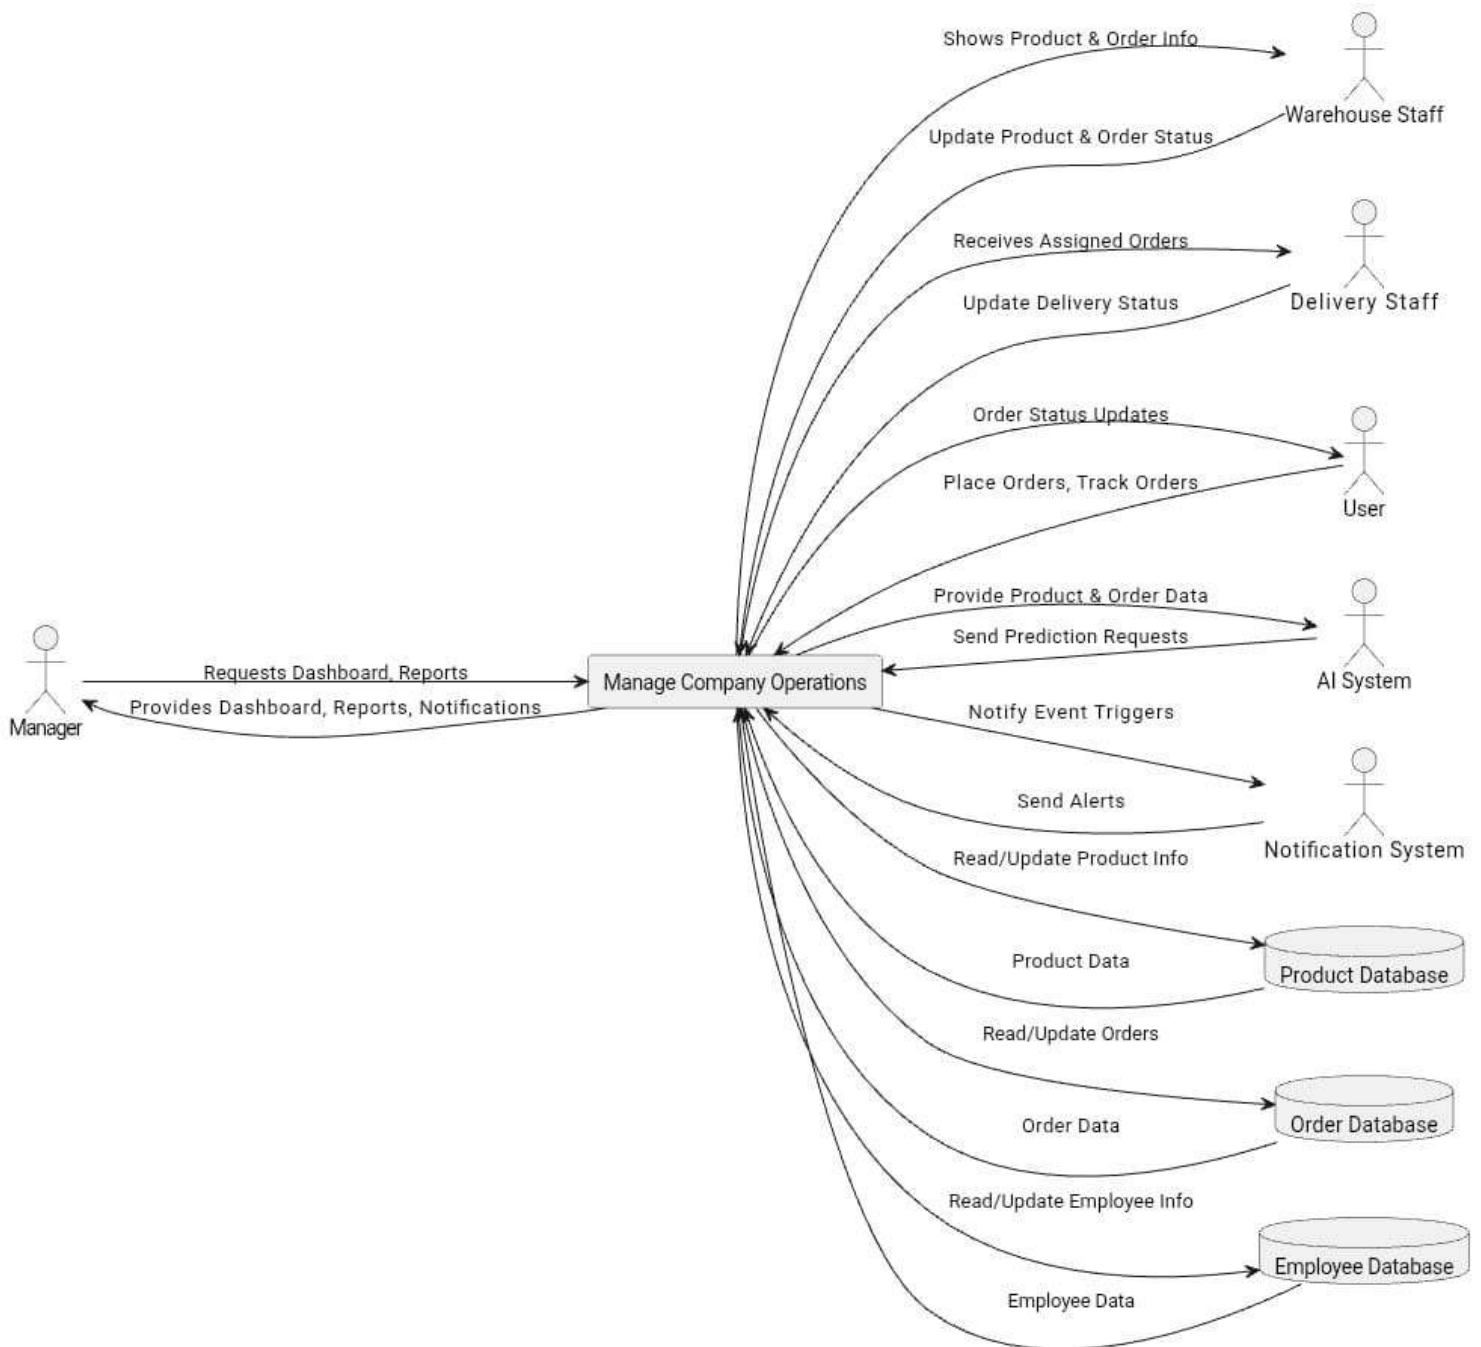 Shows Product & Order Info
Warehouse Staff
Update Product & Order Status
Receives Assigned Orders
Delivery Staff
Update Delivery Status
Order Status Updates
Place Orders, Track Orders
User
Provide Product & Order Data
Send Prediction Requests
AI System
Manager
Requests Dashboard, Reports
Provides Dashboard, Reports, Notifications
Manage Company Operations
Notify Event Triggers
Send Alerts
Notification System
Read/Update Product Info
Product Data
Product Database
Read/Update Orders
Order Data
Order Database
Read/Update Employee Info
Employee Database
Employee Data